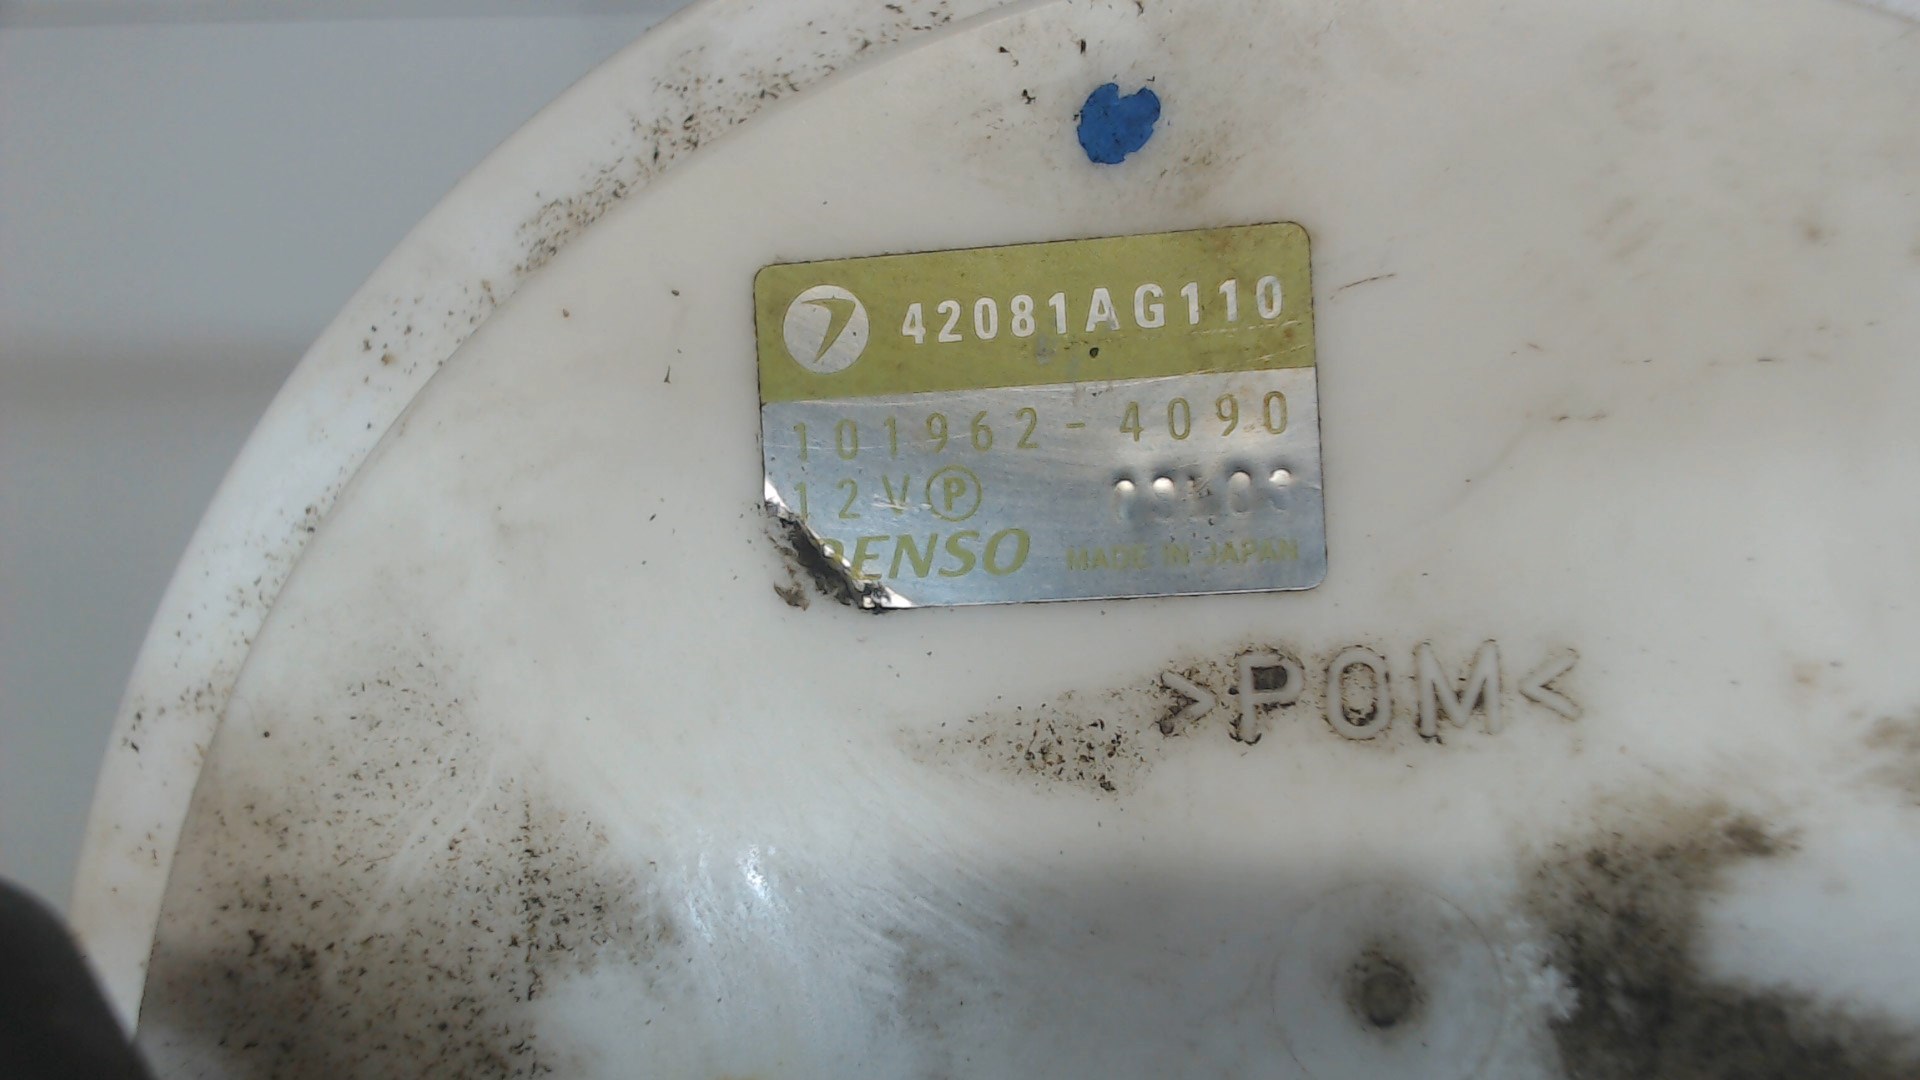 42081AG110
101962-4090
12V Ⓟ
DENSO MADE IN JAPAN
>POM<